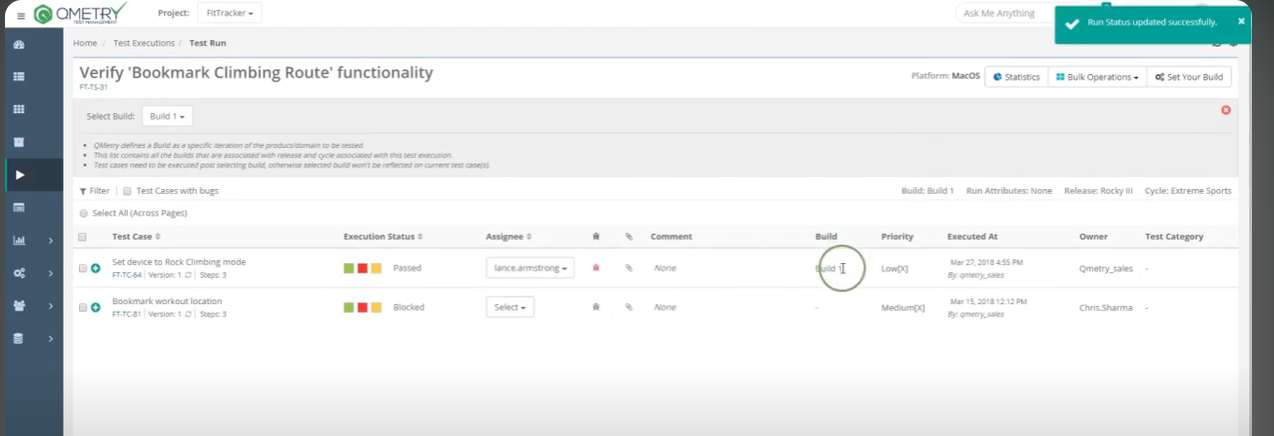 QMETRY
TEST MANAGEMENT
Project: FitTracker
Ask Me Anything
Run Status updated successfully.
Home / Test Executions / Test Run
Verify 'Bookmark Climbing Route' functionality
FT-TS-31
Platform: MacOS
Statistics
Bulk Operations
Set Your Build
Select Build: Build 1
QMetry defines a Build as a specific iteration of the product/domain to be tested.
This list contains all the builds that are associated with release and cycle associated with this test execution.
Test cases need to be executed post selecting build, otherwise selected build won't be reflected on current test case(s).
Filter | Test Cases with bugs
Build: Build 1 Run Attributes: None Release: Rocky III Cycle: Extreme Sports
Select All (Across Pages)
Test Case Execution Status Assignee Comment Build Priority Executed At Owner Test Category
Set device to Rock Climbing mode
FT-TC-64 | Version: 1 | Steps: 3
Passed
lance.armstrong
None
Build 1
Low[X]
Mar 27, 2018 4:55 PM
By: qmetry_sales
Qmetry_sales
-
Bookmark workout location
FT-TC-81 | Version: 1 | Steps: 3
Blocked
Select
None
-
Medium[X]
Mar 15, 2018 12:12 PM
By: qmetry_sales
Chris.Sharma
-